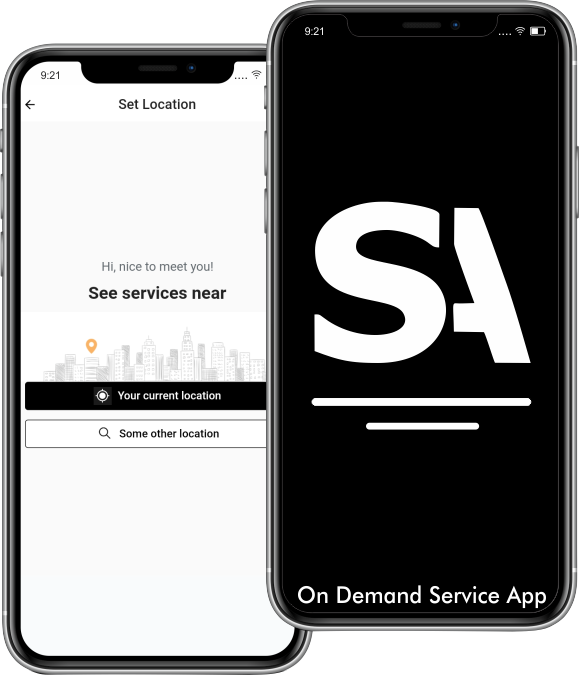 9:21
Set Location
Hi, nice to meet you!
See services near
Your current location
Some other location
9:21
SA
On Demand Service App